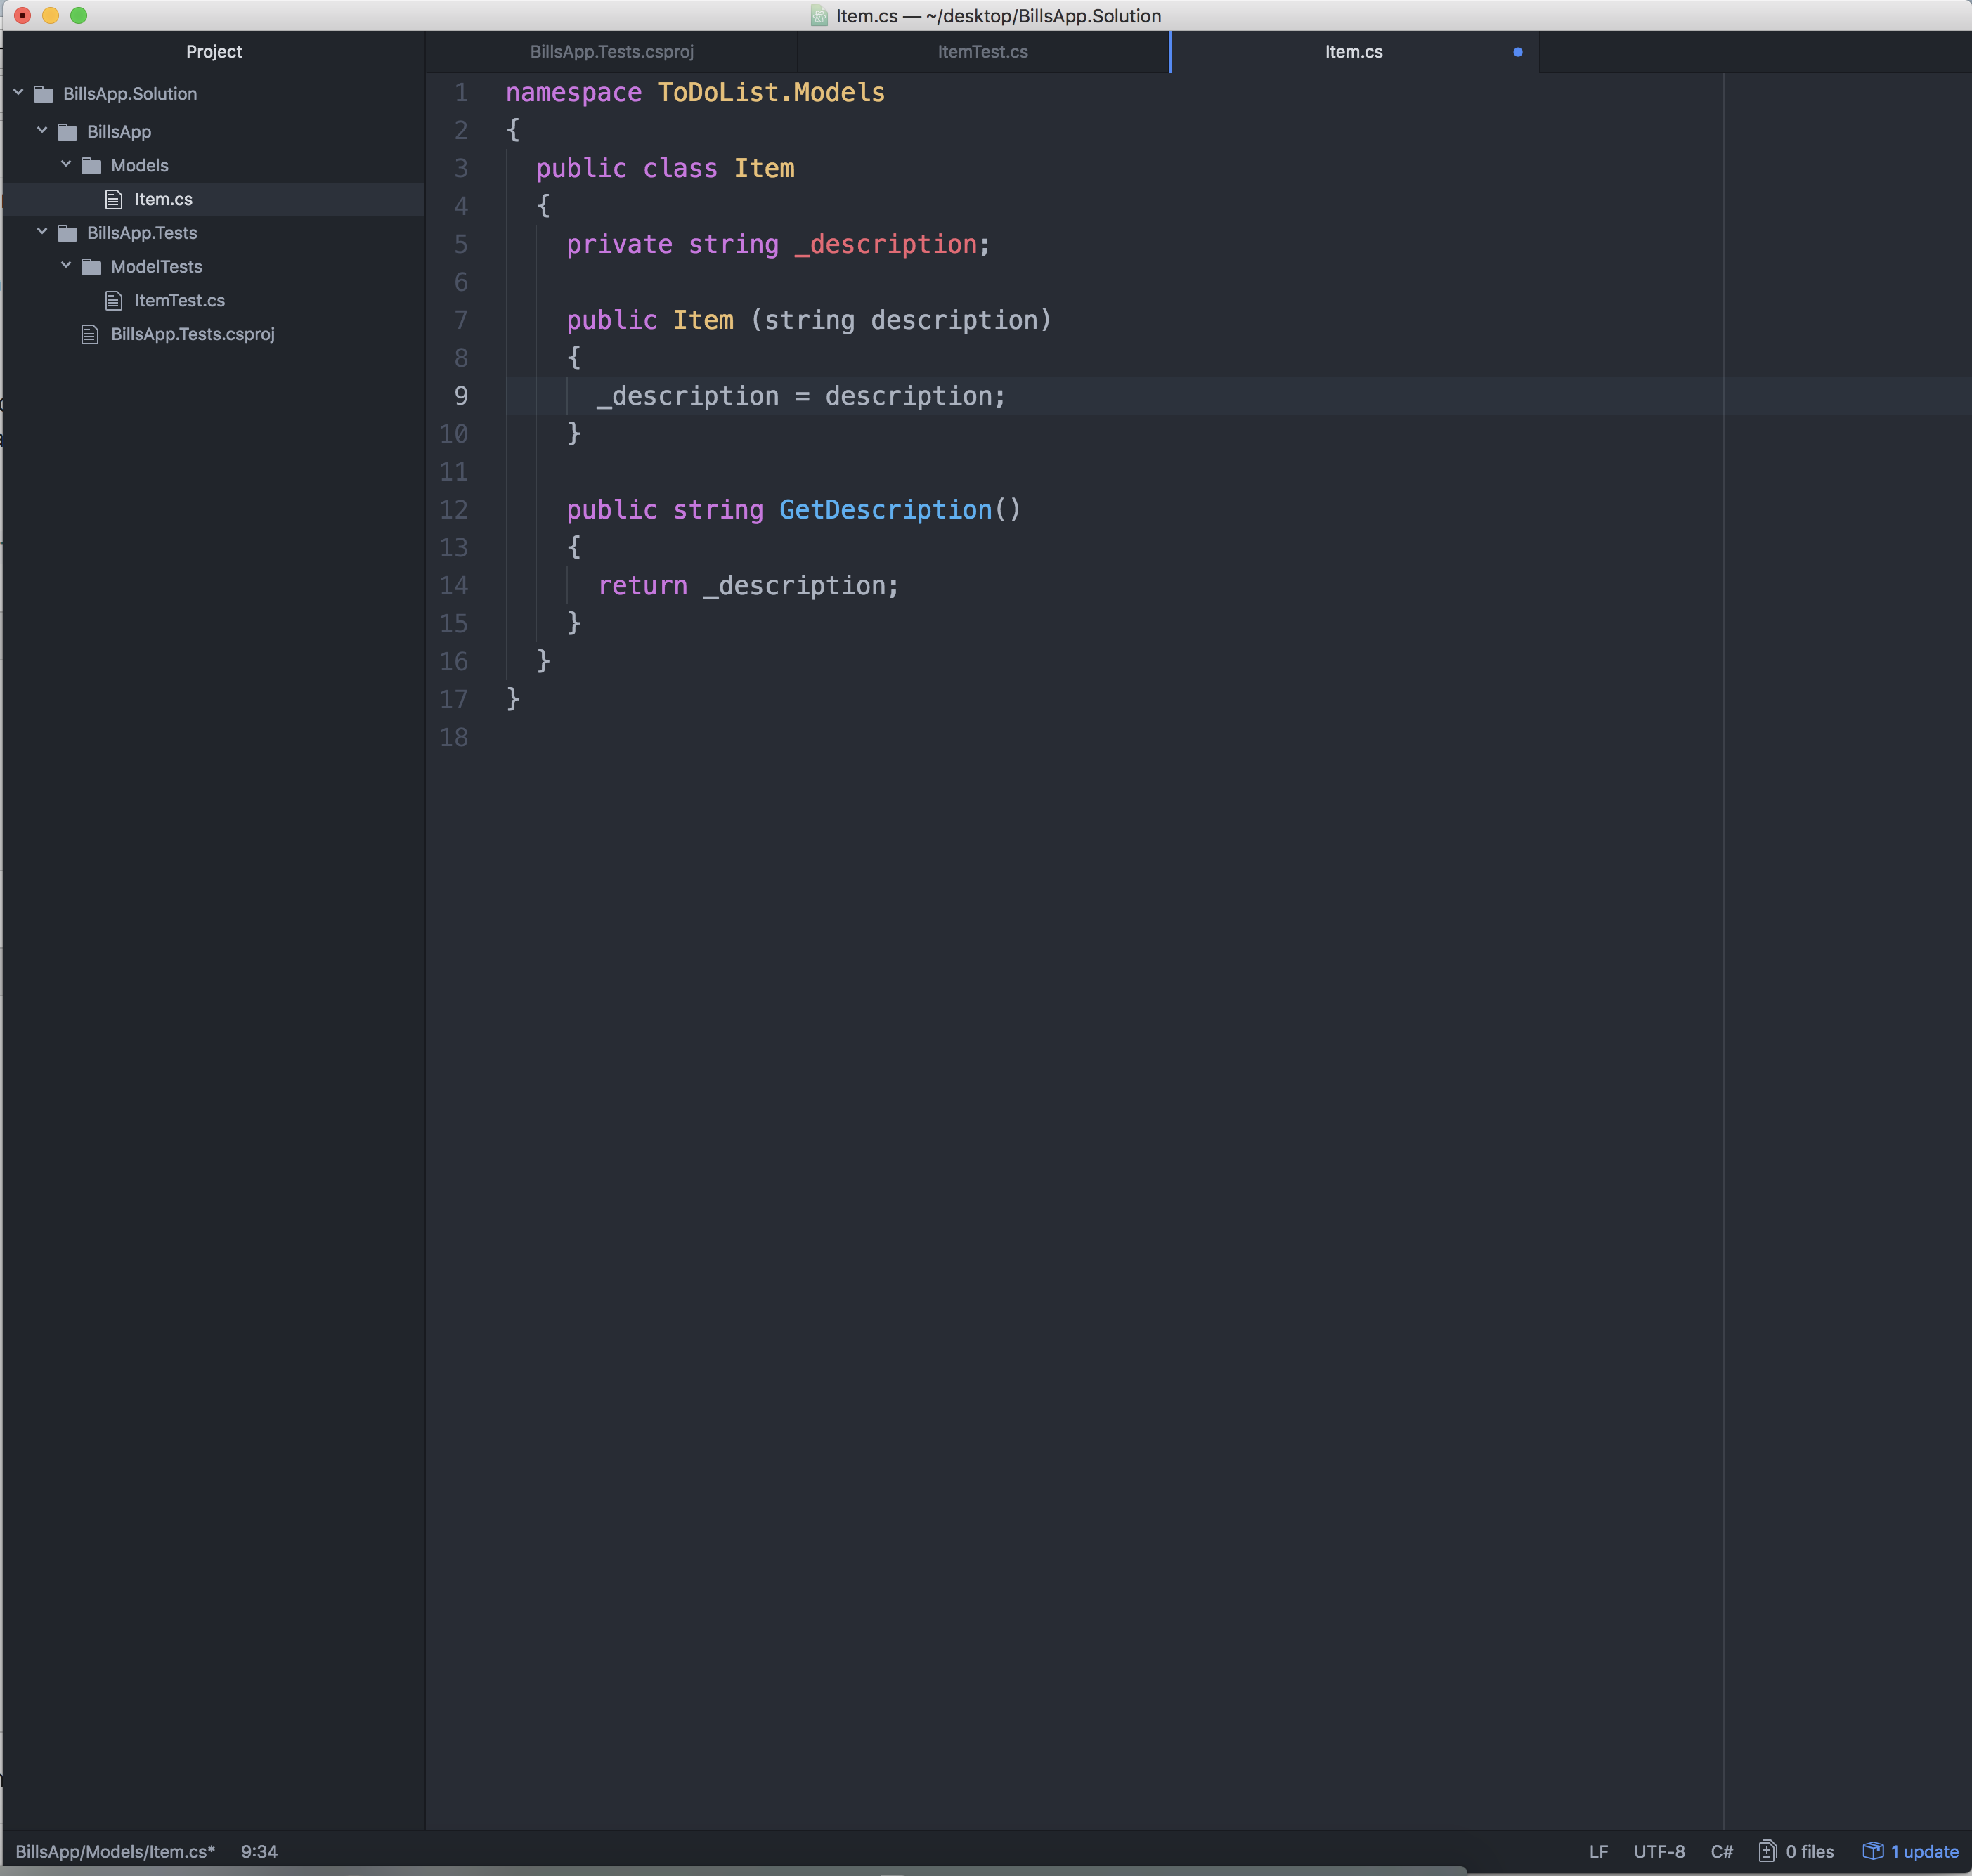 Item.cs — ~/desktop/BillsApp.Solution
Project
BillsApp.Tests.csproj
ItemTest.cs
Item.cs
BillsApp.Solution
BillsApp
Models
Item.cs
BillsApp.Tests
ModelTests
ItemTest.cs
BillsApp.Tests.csproj
1 namespace ToDoList.Models
2 {
3 public class Item
4 {
5 private string _description;
6
7 public Item (string description)
8 {
9 _description = description;
10 }
11
12 public string GetDescription()
13 {
14 return _description;
15 }
16 }
17 }
18
BillsApp/Models/Item.cs* 9:34 LF UTF-8 C# 0 files 1 update